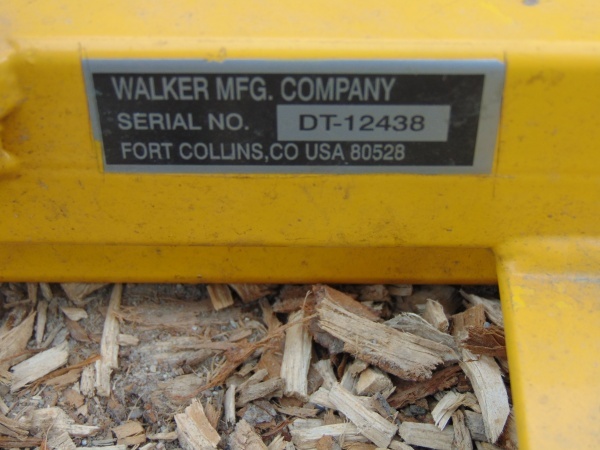 WALKER MFG. COMPANY
SERIAL NO. DT-12438
FORT COLLINS,CO USA 80528